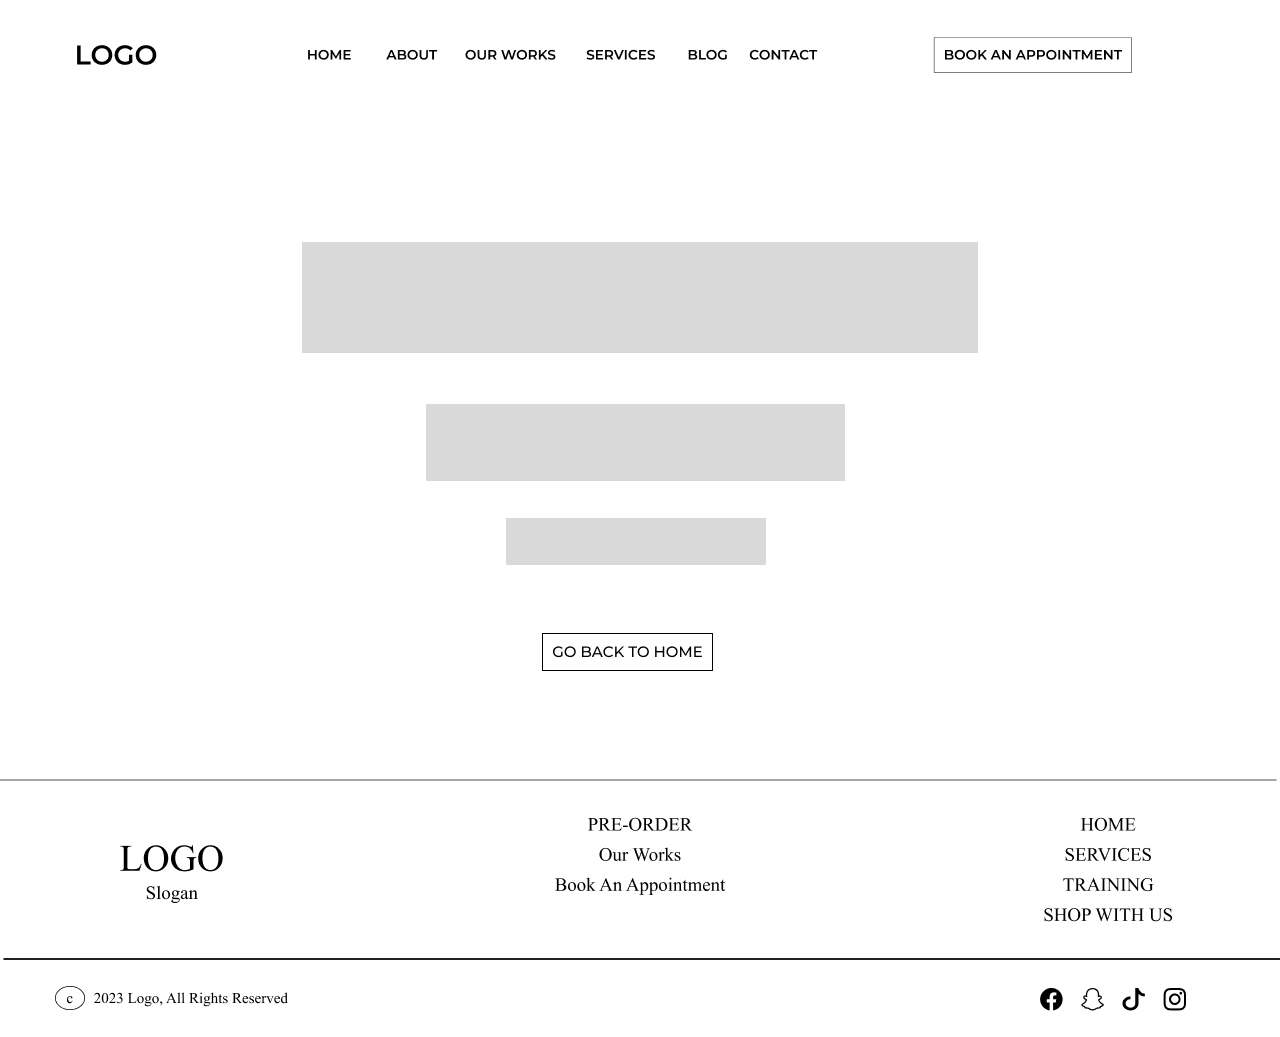 LOGO HOME ABOUT OUR WORKS SERVICES BLOG CONTACT BOOK AN APPOINTMENT
GO BACK TO HOME
LOGO
Slogan
PRE-ORDER
Our Works
Book An Appointment
HOME
SERVICES
TRAINING
SHOP WITH US
c 2023 Logo, All Rights Reserved